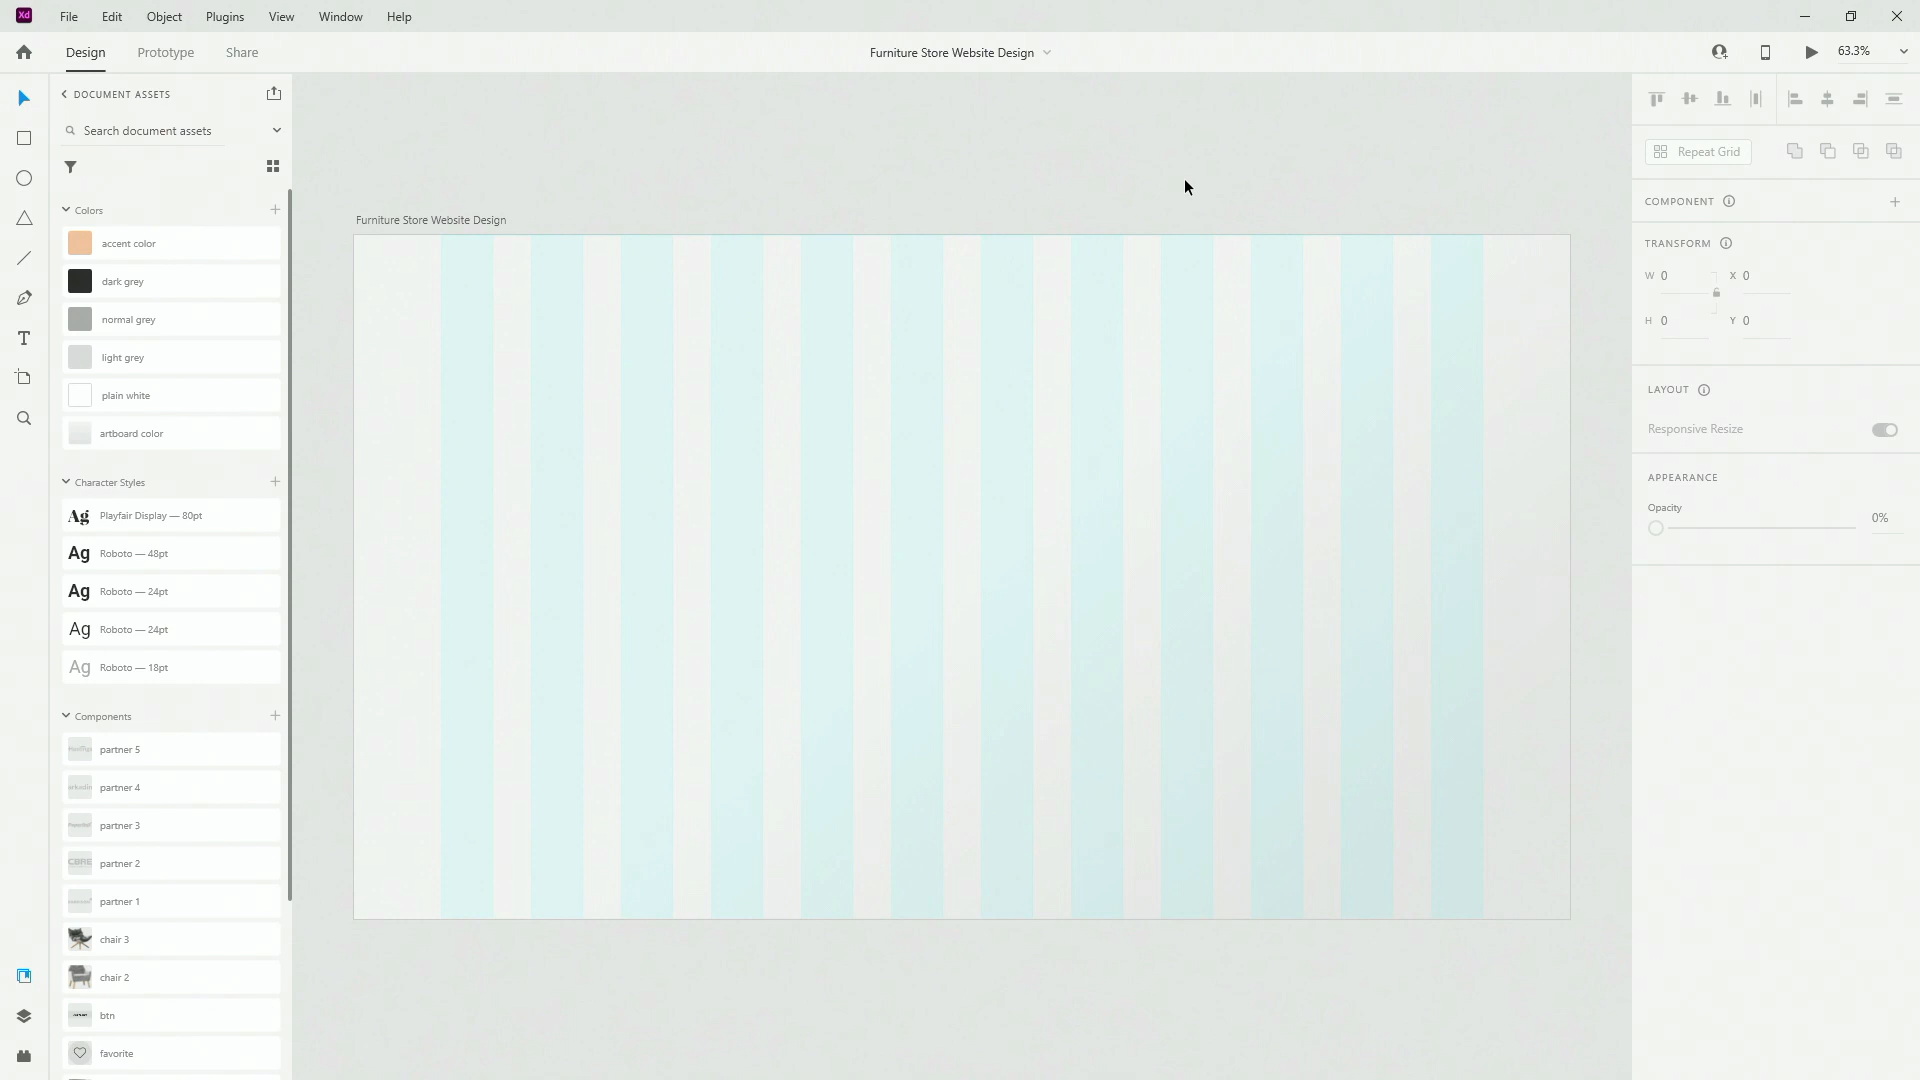 Xd File Edit Object Plugins View Window Help
Design Prototype Share Furniture Store Website Design 63.3%
DOCUMENT ASSETS
Search document assets
Colors
accent color
dark grey
normal grey
light grey
plain white
artboard color
Character Styles
Ag Playfair Display — 80pt
Ag Roboto — 48pt
Ag Roboto — 24pt
Ag Roboto — 24pt
Ag Roboto — 18pt
Components
partner 5
partner 4
partner 3
CBRE partner 2
partner 1
chair 3
chair 2
btn
favorite
Furniture Store Website Design
Repeat Grid
COMPONENT
TRANSFORM
W 0 X 0
H 0 Y 0
LAYOUT
Responsive Resize
APPEARANCE
Opacity
0%